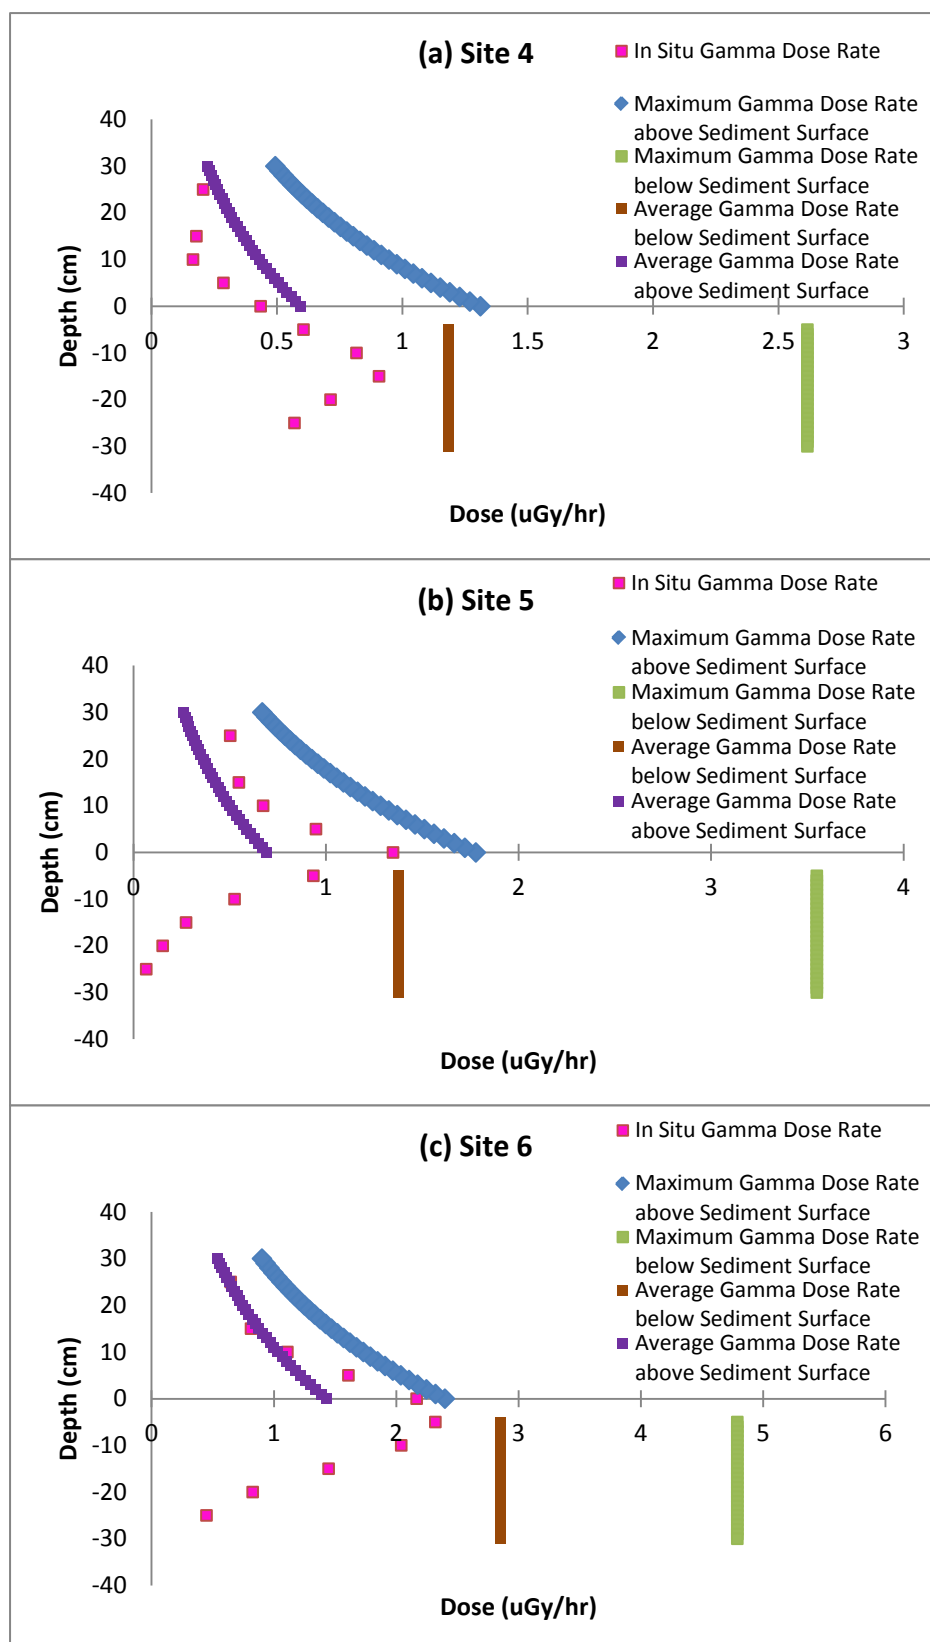 (a) Site 4
In Situ Gamma Dose Rate
Maximum Gamma Dose Rate
above Sediment Surface
Maximum Gamma Dose Rate
below Sediment Surface
Average Gamma Dose Rate
below Sediment Surface
Average Gamma Dose Rate
above Sediment Surface
Depth (cm)
40
30
20
10
0
-10
-20
-30
-40
0 0.5 1 1.5 2 2.5 3
Dose (uGy/hr)
(b) Site 5
In Situ Gamma Dose Rate
Maximum Gamma Dose Rate
above Sediment Surface
Maximum Gamma Dose Rate
below Sediment Surface
Average Gamma Dose Rate
below Sediment Surface
Average Gamma Dose Rate
above Sediment Surface
Depth (cm)
40
30
20
10
0
-10
-20
-30
-40
0 1 2 3 4
Dose (uGy/hr)
(c) Site 6
In Situ Gamma Dose Rate
Maximum Gamma Dose Rate
above Sediment Surface
Maximum Gamma Dose Rate
below Sediment Surface
Average Gamma Dose Rate
below Sediment Surface
Average Gamma Dose Rate
above Sediment Surface
Depth (cm)
40
30
20
10
0
-10
-20
-30
-40
0 1 2 3 4 5 6
Dose (uGy/hr)